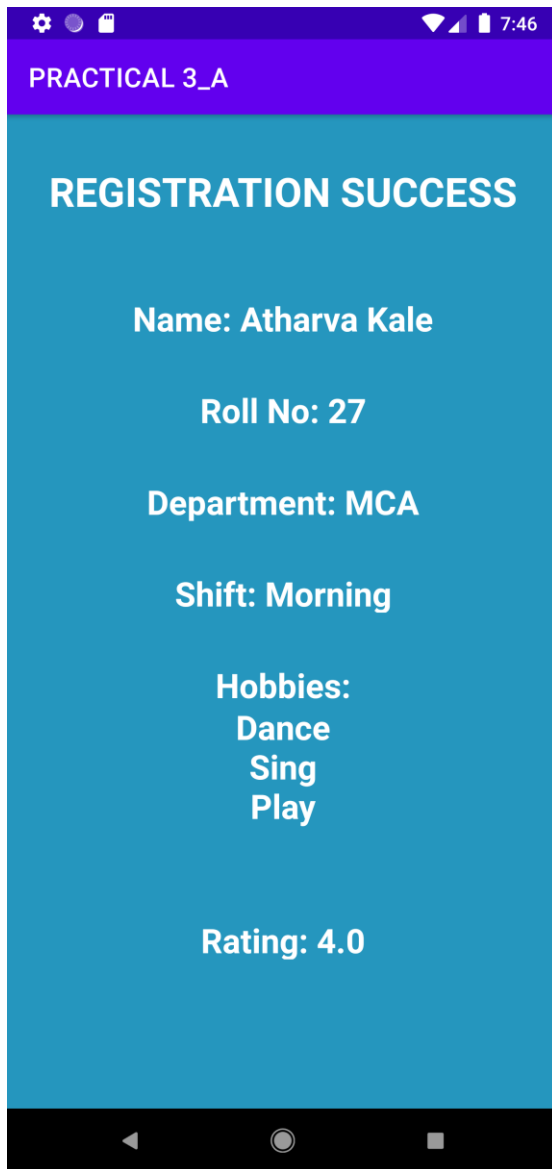 7:46
PRACTICAL 3_A
REGISTRATION SUCCESS
Name: Atharva Kale
Roll No: 27
Department: MCA
Shift: Morning
Hobbies:
Dance
Sing
Play
Rating: 4.0